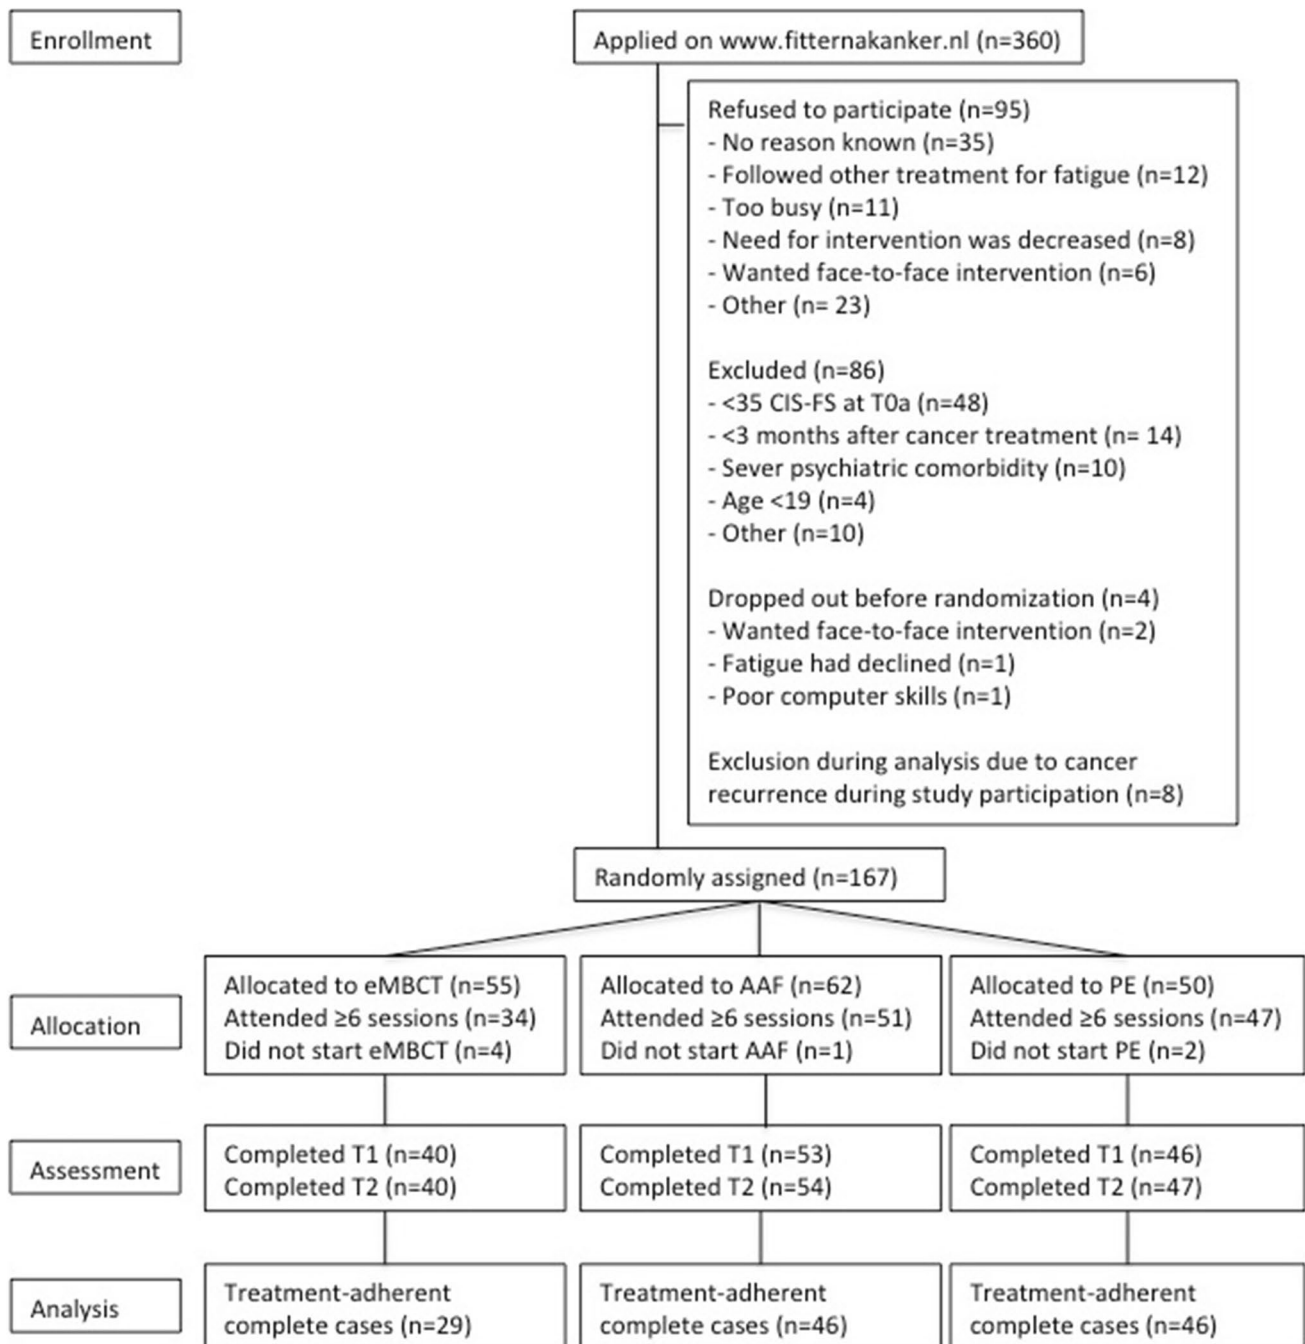 Enrollment
Applied on www.fitternakanker.nl (n=360)
Refused to participate (n=95)
- No reason known (n=35)
- Followed other treatment for fatigue (n=12)
- Too busy (n=11)
- Need for intervention was decreased (n=8)
- Wanted face-to-face intervention (n=6)
- Other (n= 23)
Excluded (n=86)
- <35 CIS-FS at T0a (n=48)
- <3 months after cancer treatment (n= 14)
- Sever psychiatric comorbidity (n=10)
- Age <19 (n=4)
- Other (n=10)
Dropped out before randomization (n=4)
- Wanted face-to-face intervention (n=2)
- Fatigue had declined (n=1)
- Poor computer skills (n=1)
Exclusion during analysis due to cancer
recurrence during study participation (n=8)
Randomly assigned (n=167)
Allocation
Allocated to eMBCT (n=55)
Attended ≥6 sessions (n=34)
Did not start eMBCT (n=4)
Allocated to AAF (n=62)
Attended ≥6 sessions (n=51)
Did not start AAF (n=1)
Allocated to PE (n=50)
Attended ≥6 sessions (n=47)
Did not start PE (n=2)
Assessment
Completed T1 (n=40)
Completed T2 (n=40)
Completed T1 (n=53)
Completed T2 (n=54)
Completed T1 (n=46)
Completed T2 (n=47)
Analysis
Treatment-adherent
complete cases (n=29)
Treatment-adherent
complete cases (n=46)
Treatment-adherent
complete cases (n=46)